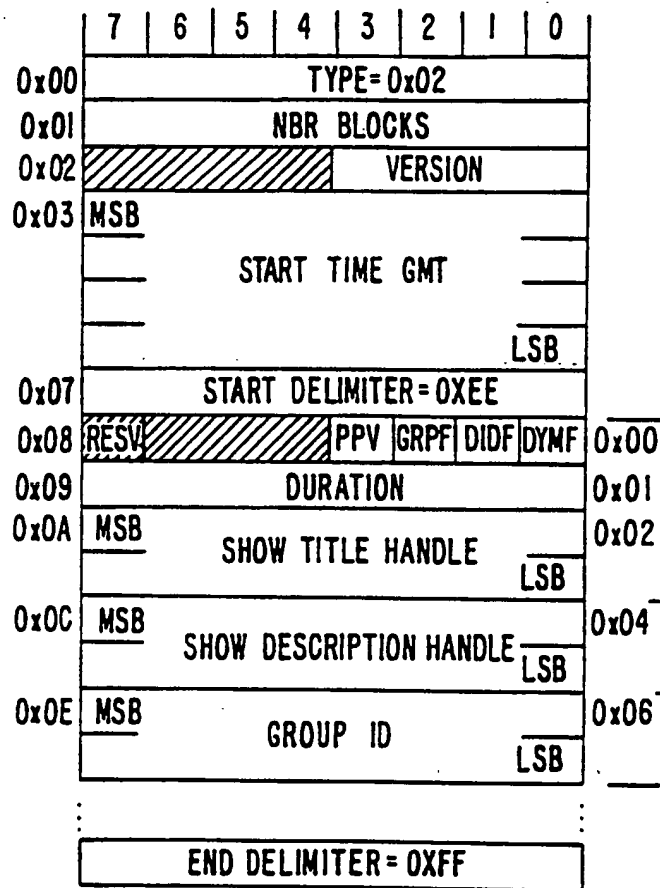 7 6 5 4 3 2 1 0
0x00 TYPE=0x02
0x01 NBR BLOCKS
0x02 VERSION
0x03 MSB
START TIME GMT
LSB
0x07 START DELIMITER=0XEE
0x08 RESV PPV GRPF DIDF DYMF 0x00
0x09 DURATION 0x01
0x0A MSB 0x02
SHOW TITLE HANDLE
LSB
0x0C MSB 0x04
SHOW DESCRIPTION HANDLE
LSB
0x0E MSB 0x06
GROUP ID
LSB
END DELIMITER=0XFF